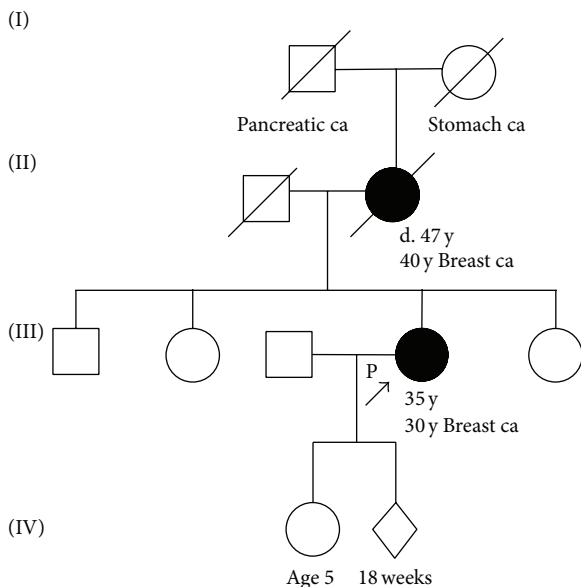 (I)
Pancreatic ca
Stomach ca
(II)
d. 47 y
40 y Breast ca
(III)
P
35 y
30 y Breast ca
(IV)
Age 5
18 weeks